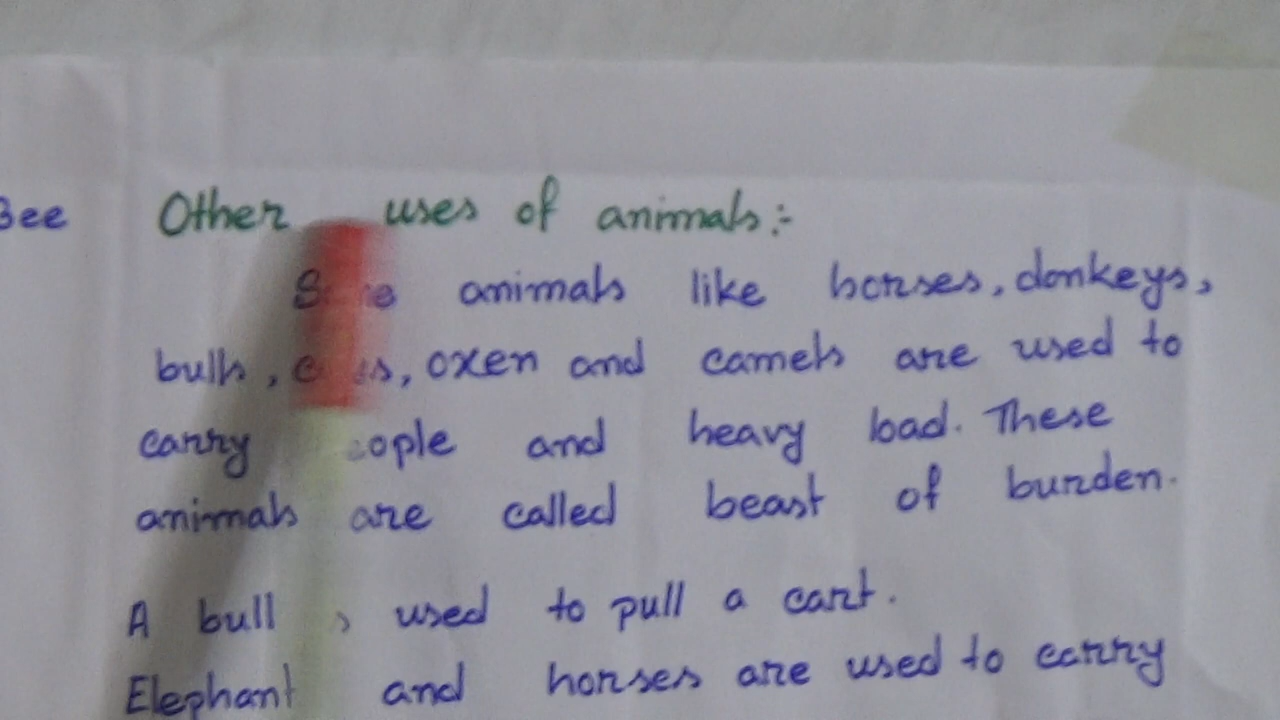 Bee
Other uses of animals:-
Some animals like horses, donkeys,
bulls, oxen and camels are used to
carry people and heavy load. These
animals are called beast of burden.
A bull used to pull a cart.
Elephant and horses are used to carry